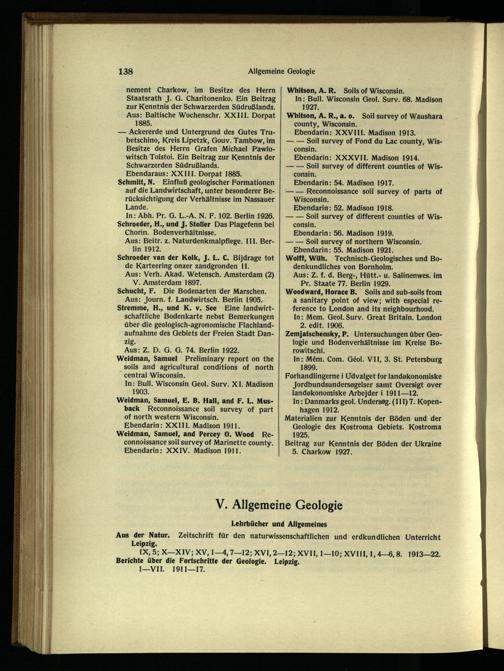 138
Allgemeine Geologie
nement Charkow, im Besitze des Herrn
Staatsrath J. G. Charitonenko. Ein Beitrag
zur Kenntnis der Schwarzerden Südrußlands.
Aus: Baltische Wochenschr. XXIII. Dorpat
1885.
— Ackererde und Untergrund des Gutes Tru-
betschino, Kreis Lipetzk, Gouv. Tambow, im
Besitze des Herrn Grafen Michael Pawlo-
witsch Tolstoi. Ein Beitrag zur Kenntnis der
Schwarzerden Südrußlands.
Ebendaraus: XXIII. Dorpat 1885.
Schmitt, N. Einfluß geologischer Formationen
auf die Landwirtschaft, unter besonderer Be-
rücksichtigung der Verhältnisse im Nassauer
Lande.
In: Abh. Pr. G. L.-A. N. F. 102. Berlin 1926.
Schroeder, H., und J. Stoller Das Plagefenn bei
Chorin. Bodenverhältnisse.
Aus: Beitr. z. Naturdenkmalpflege. III. Ber-
lin 1912.
Schroeder van der Kolk, J. L. C. Bijdrage tot
de Karteering onzer zandgronden II.
Aus: Verh. Akad. Wetensch. Amsterdam (2)
V. Amsterdam 1897.
Schucht, F. Die Bodenarten der Marschen.
Aus: Journ. f. Landwirtsch. Berlin 1905.
Stremme, H., und K. v. See Eine landwirt-
schaftliche Bodenkarte nebst Bemerkungen
über die geologisch-agronomische Flachland-
aufnahme des Gebiets der Freien Stadt Dan-
zig.
Aus: Z. D. G. G. 74. Berlin 1922.
Weidman, Samuel Preliminary report on the
soils and agricultural conditions of north
central Wisconsin.
In: Bull. Wisconsin Geol. Surv. XI. Madison
1903.
Weidman, Samuel, E. B. Hall, and F. L. Mus-
back Reconnoissance soil survey of part
of north western Wisconsin.
Ebendarin: XXIII. Madison 1911.
Weidman, Samuel, and Percey O. Wood Re-
connoissance soil survey of Marinette county.
Ebendarin: XXIV. Madison 1911.
Whitson, A. R. Soils of Wisconsin.
In: Bull. Wisconsin Geol. Surv. 68. Madison
1927.
Whitson, A. R., a. o. Soil survey of Waushara
county, Wisconsin.
Ebendarin: XXVIII. Madison 1913.
— — Soil survey of Fond du Lac county, Wis-
consin.
Ebendarin: XXXVII. Madison 1914.
— — Soil survey of different counties of Wis-
consin.
Ebendarin: 54. Madison 1917.
— — Reconnoissance soil survey of parts of
Wisconsin.
Ebendarin: 52. Madison 1918.
— — Soil survey of different counties of Wis-
consin.
Ebendarin: 56. Madison 1919.
— — Soil survey of northern Wisconsin.
Ebendarin: 55. Madison 1921.
Wolff, Wilh. Technisch-Geologisches und Bo-
denkundliches von Bornholm.
Aus: Z. f. d. Berg-, Hütt.- u. Salinenwes. im
Pr. Staate 77. Berlin 1929.
Woodward, Horace B. Soils and sub-soils from
a sanitary point of view; with especial re-
ference to London and its neighbourhood.
In: Mem. Geol. Surv. Great Britain. London
2. edit. 1906.
Zemjatschensky, P. Untersuchungen über Geo-
logie und Bodenverhältnisse im Kreise Bo-
rowitschi.
In: Mém. Com. Géol. VII, 3. St. Petersburg
1899.
Forhandlingerne i Udvalget for landøkonomiske
Jordbundsundersøgelser samt Oversigt over
landøkonomiske Arbejder i 1911—12.
In: Danmarks geol. Undersøg. (III) 7. Kopen-
hagen 1912.
Materialien zur Kenntnis der Böden und der
Geologie des Kostroma Gebiets. Kostroma
1925.
Beitrag zur Kenntnis der Böden der Ukraine
5. Charkow 1927.
V. Allgemeine Geologie
Lehrbücher und Allgemeines
Aus der Natur. Zeitschrift für den naturwissenschaftlichen und erdkundlichen Unterricht
Leipzig.
IX, 5; X—XIV; XV, 1—4, 7—12; XVI, 2—12; XVII, 1—10; XVIII, 1, 4—6, 8. 1913—22.
Berichte über die Fortschritte der Geologie. Leipzig.
I—VII. 1911—17.